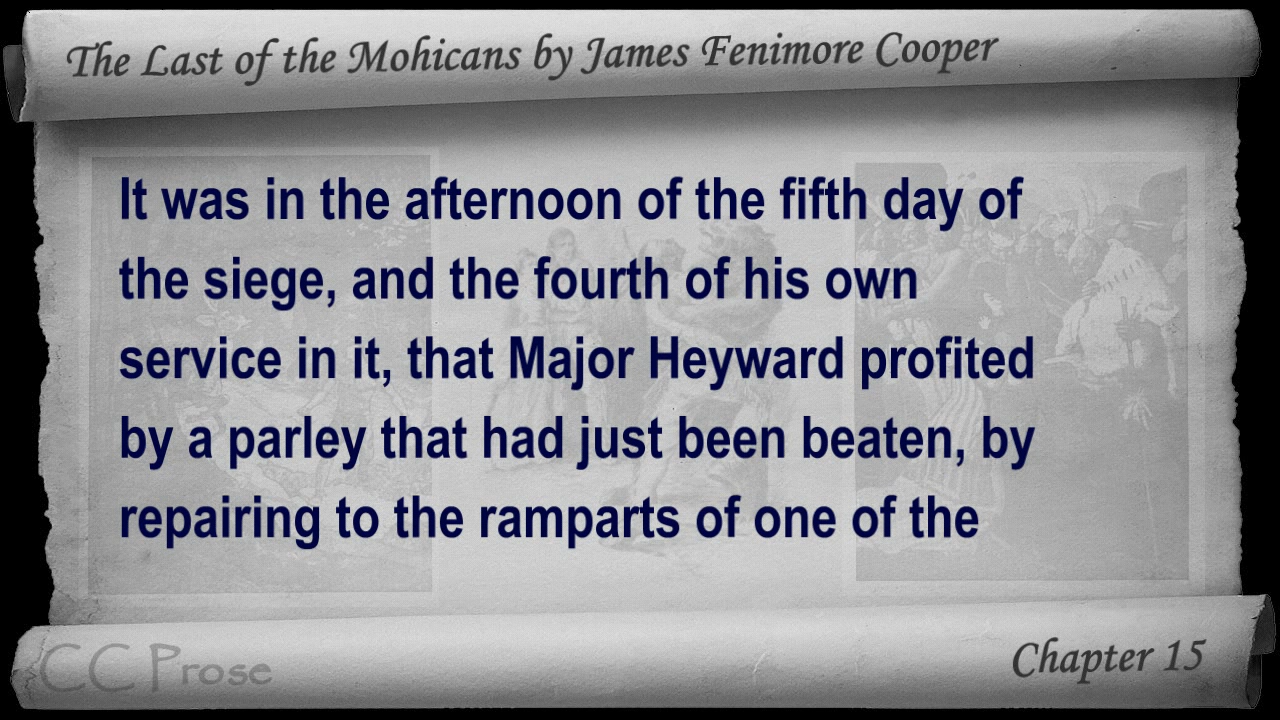 The Last of the Mohicans by James Fenimore Cooper
It was in the afternoon of the fifth day of
the siege, and the fourth of his own
service in it, that Major Heyward profited
by a parley that had just been beaten, by
repairing to the ramparts of one of the
CC Prose
Chapter 15